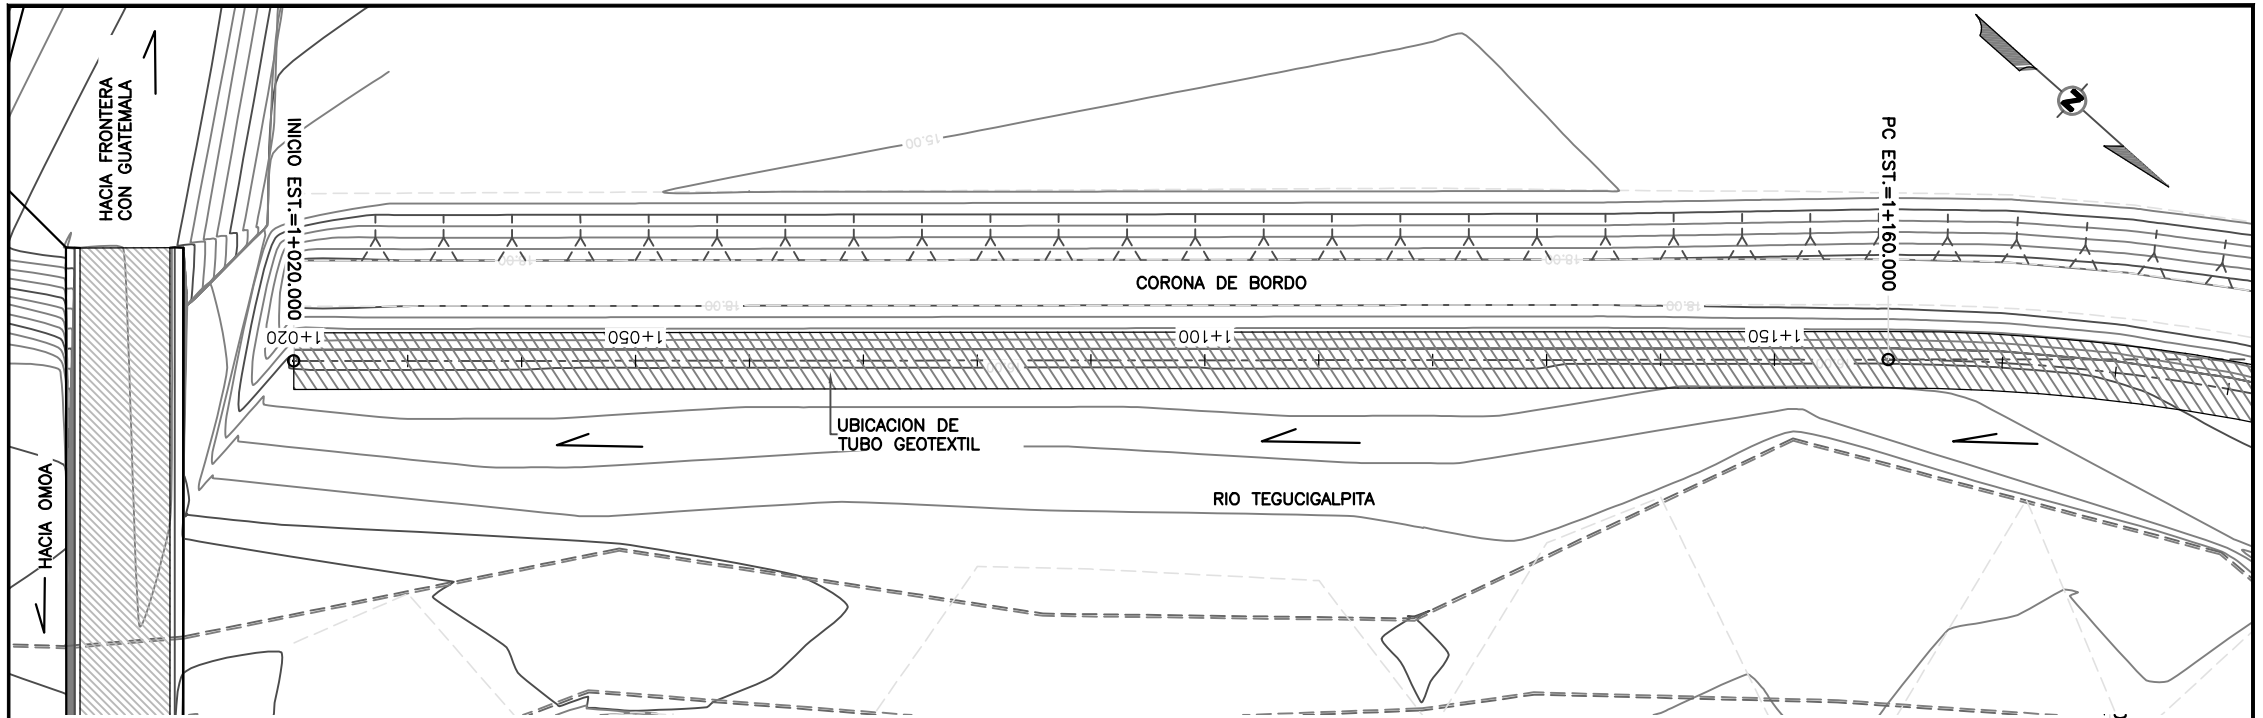 HACIA FRONTERA
CON GUATEMALA
INICIO EST.=1+020.000
PC EST.=1+160.000
N
15.00
18.00
18.00
CORONA DE BORDO
18.00
18.00
1+020
1+050
1+100
1+150
UBICACION DE
TUBO GEOTEXTIL
RIO TEGUCIGALPITA
HACIA OMOA